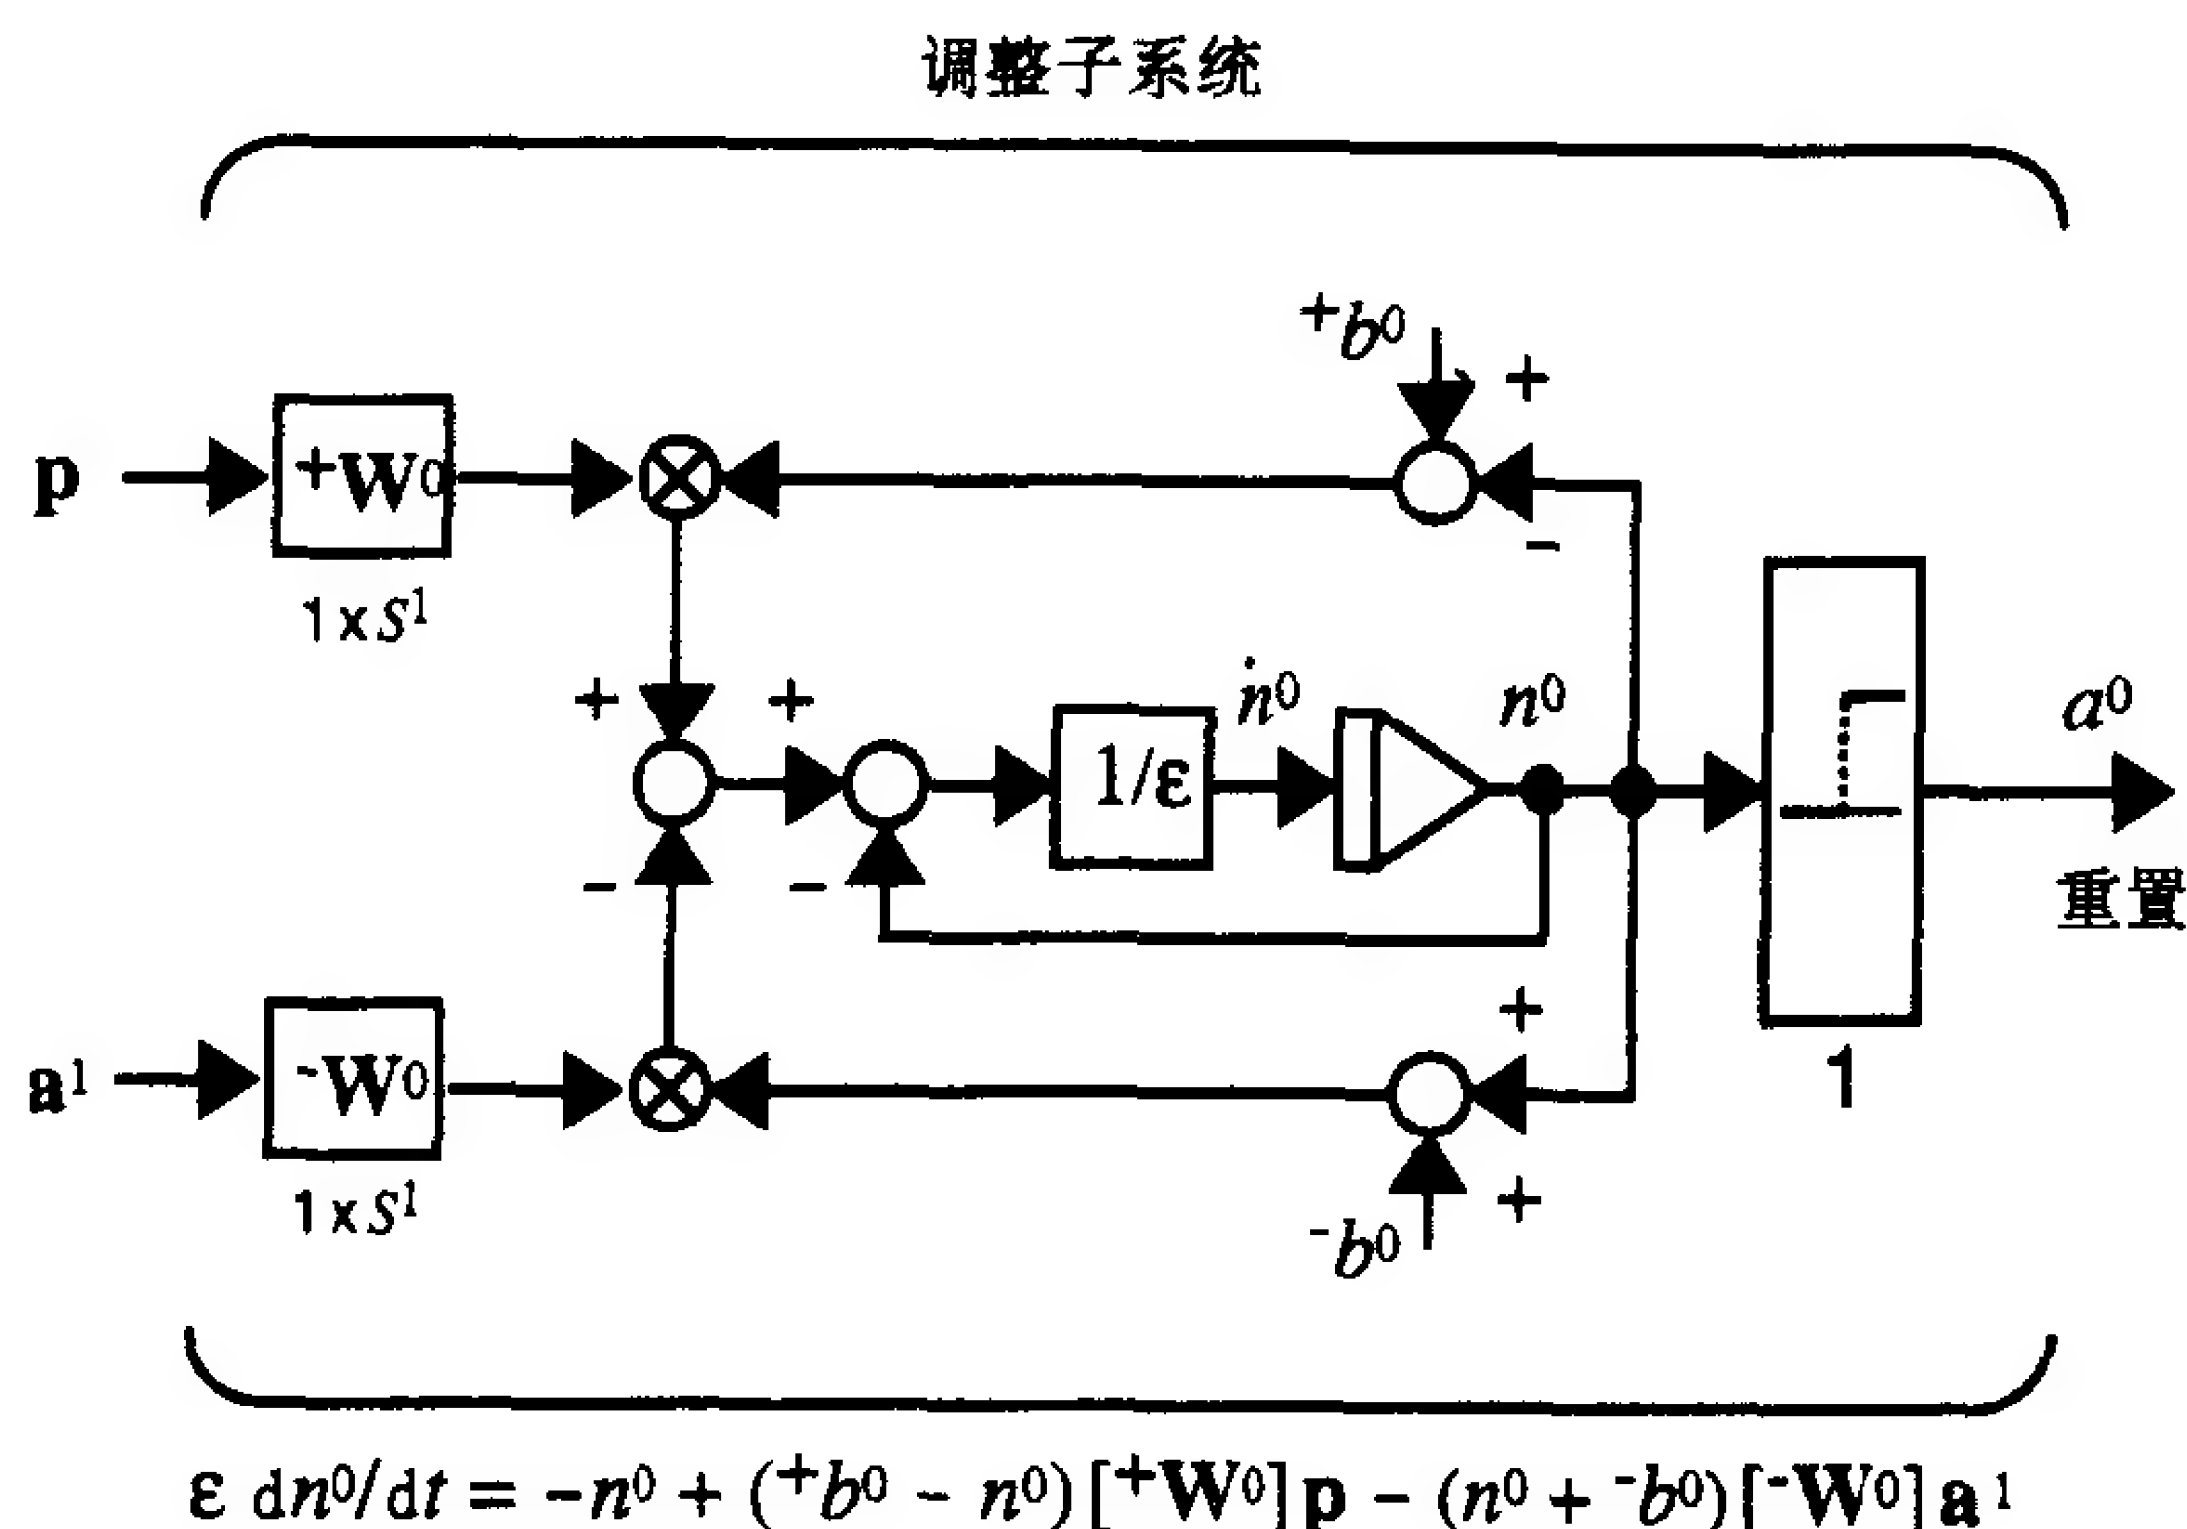 调整子系统
⁺b⁰
+
p
⁺W⁰
-
1×S¹
+
+
ṅ⁰
n⁰
a⁰
1/ε
-
-
重置
+
a¹
⁻W⁰
1
1×S¹
+
⁻b⁰
ε dn⁰/dt = -n⁰ + (⁺b⁰ - n⁰)[⁺W⁰]p - (n⁰ + ⁻b⁰)[⁻W⁰]a¹